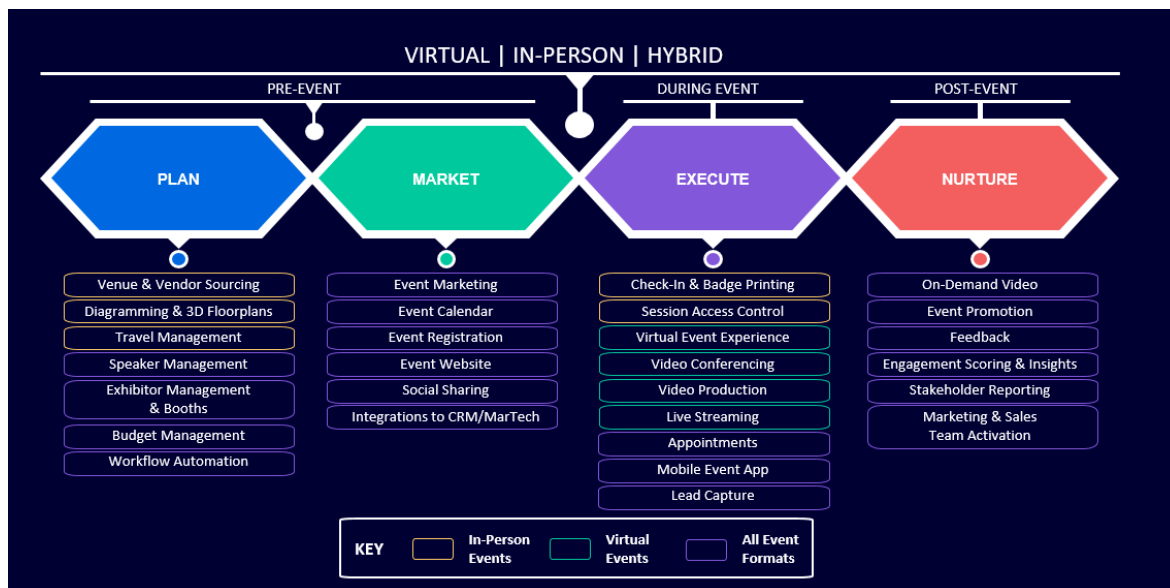 VIRTUAL | IN-PERSON | HYBRID
PRE-EVENT
DURING EVENT
POST-EVENT
PLAN
MARKET
EXECUTE
NURTURE
Venue & Vendor Sourcing
Diagramming & 3D Floorplans
Travel Management
Speaker Management
Exhibitor Management
& Booths
Budget Management
Workflow Automation
Event Marketing
Event Calendar
Event Registration
Event Website
Social Sharing
Integrations to CRM/MarTech
Check-In & Badge Printing
Session Access Control
Virtual Event Experience
Video Conferencing
Video Production
Live Streaming
Appointments
Mobile Event App
Lead Capture
On-Demand Video
Event Promotion
Feedback
Engagement Scoring & Insights
Stakeholder Reporting
Marketing & Sales
Team Activation
KEY
In-Person
Events
Virtual
Events
All Event
Formats